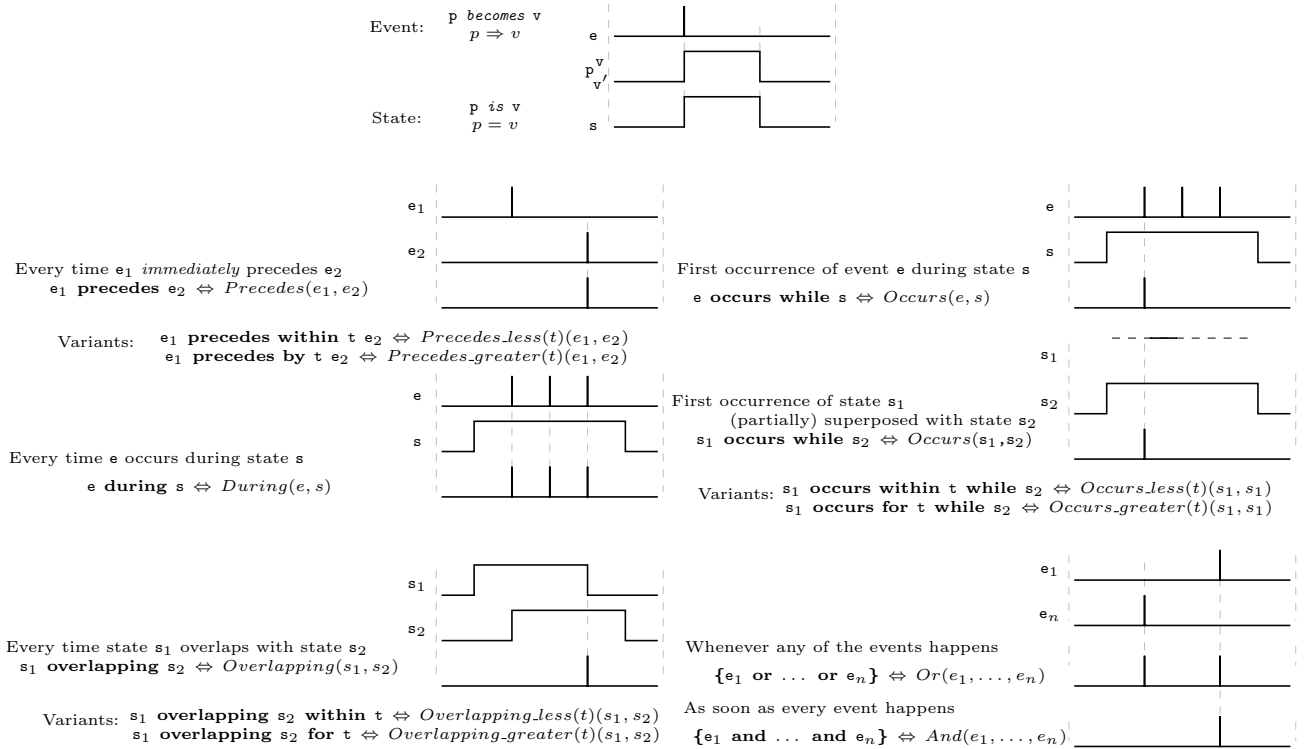 Event: p becomes v
p ⇒ v
e
p v
v'
State: p is v
p = v
s
e1
e2
Every time e1 immediately precedes e2
e1 precedes e2 ⇔ Precedes(e1, e2)
Variants: e1 precedes within t e2 ⇔ Precedes_less(t)(e1, e2)
e1 precedes by t e2 ⇔ Precedes_greater(t)(e1, e2)
e
s
First occurrence of event e during state s
e occurs while s ⇔ Occurs(e, s)
e
s
Every time e occurs during state s
e during s ⇔ During(e, s)
s1
s2
First occurrence of state s1
(partially) superposed with state s2
s1 occurs while s2 ⇔ Occurs(s1,s2)
Variants: s1 occurs within t while s2 ⇔ Occurs_less(t)(s1, s1)
s1 occurs for t while s2 ⇔ Occurs_greater(t)(s1, s1)
s1
s2
Every time state s1 overlaps with state s2
s1 overlapping s2 ⇔ Overlapping(s1, s2)
Variants: s1 overlapping s2 within t ⇔ Overlapping_less(t)(s1, s2)
s1 overlapping s2 for t ⇔ Overlapping_greater(t)(s1, s2)
e1
en
Whenever any of the events happens
{e1 or ... or en} ⇔ Or(e1, ..., en)
As soon as every event happens
{e1 and ... and en} ⇔ And(e1, ..., en)